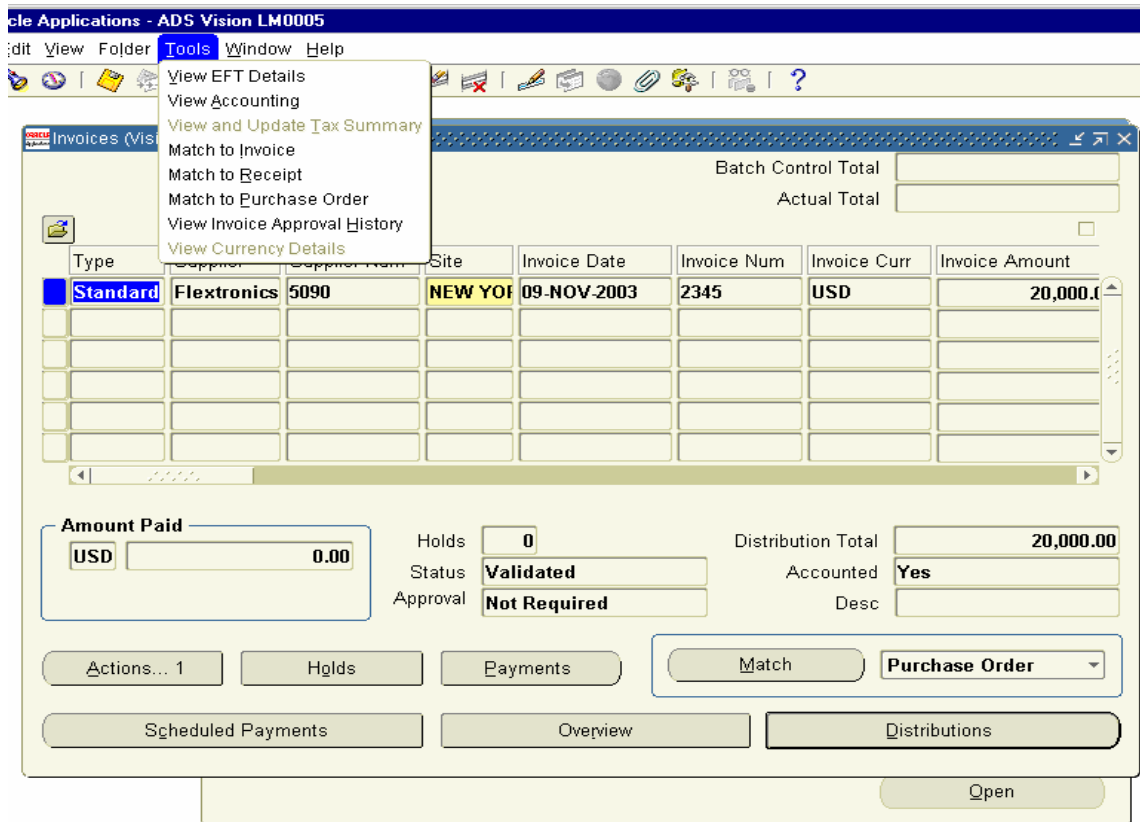 cle Applications - ADS Vision LM0005
Edit View Folder Tools Window Help
View EFT Details
View Accounting
View and Update Tax Summary
Match to Invoice
Match to Receipt
Match to Purchase Order
View Invoice Approval History
View Currency Details
Invoices (Visi
Batch Control Total
Actual Total
Type Supplier Supplier Num Site Invoice Date Invoice Num Invoice Curr Invoice Amount
Standard Flextronics 5090 NEW YOR 09-NOV-2003 2345 USD 20,000.0
Amount Paid
USD 0.00
Holds 0
Status Validated
Approval Not Required
Distribution Total 20,000.00
Accounted Yes
Desc
Actions... 1 Holds Payments Match Purchase Order
Scheduled Payments Overview Distributions
Open